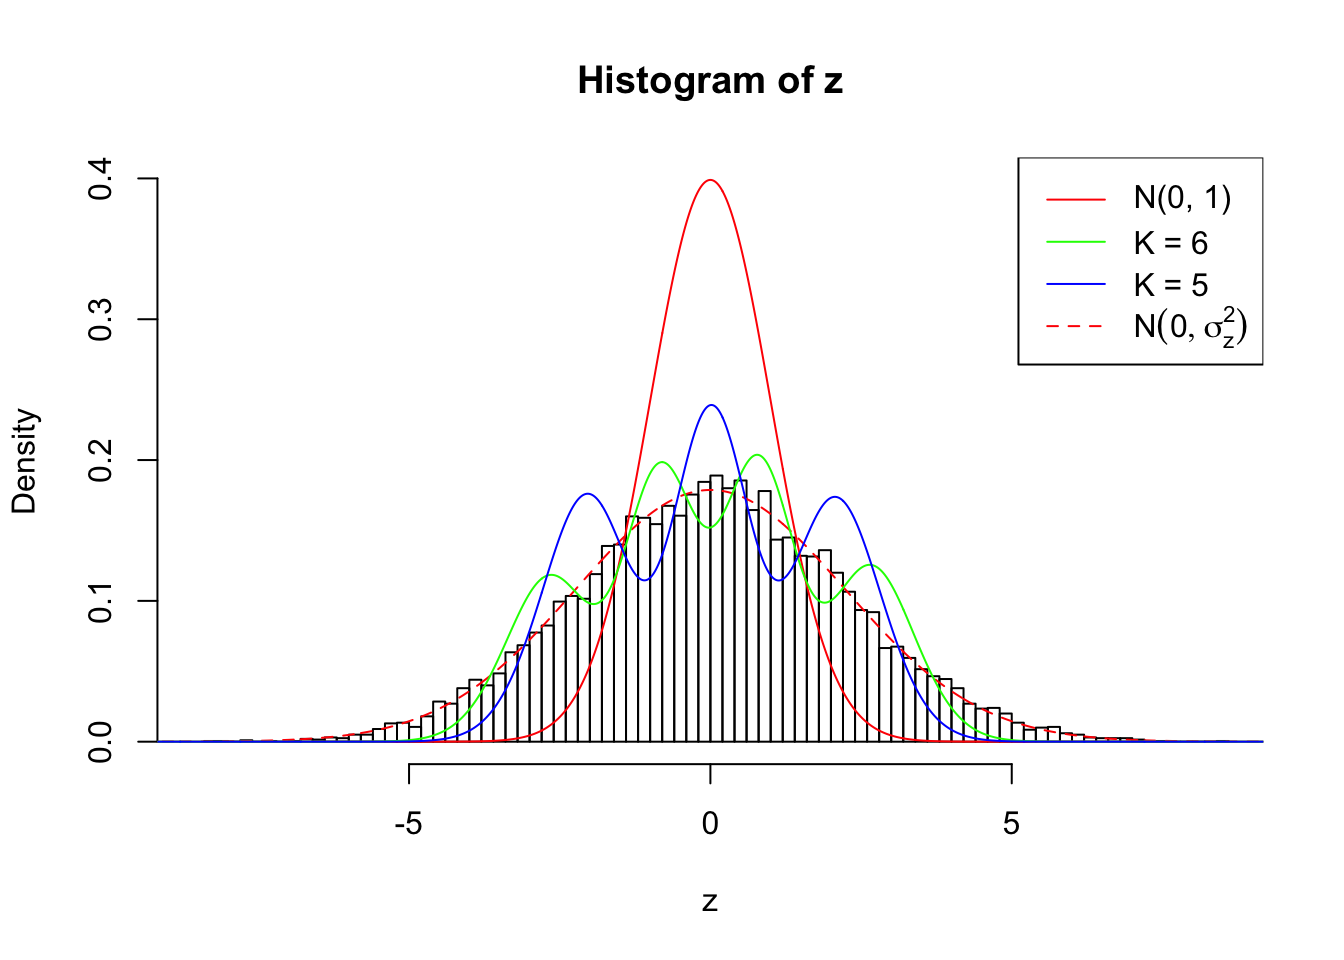 Histogram of z
Density
0.4
0.3
0.2
0.1
0.0
N(0, 1)
K = 6
K = 5
N(0, σ_z^2)
-5 0 5
z